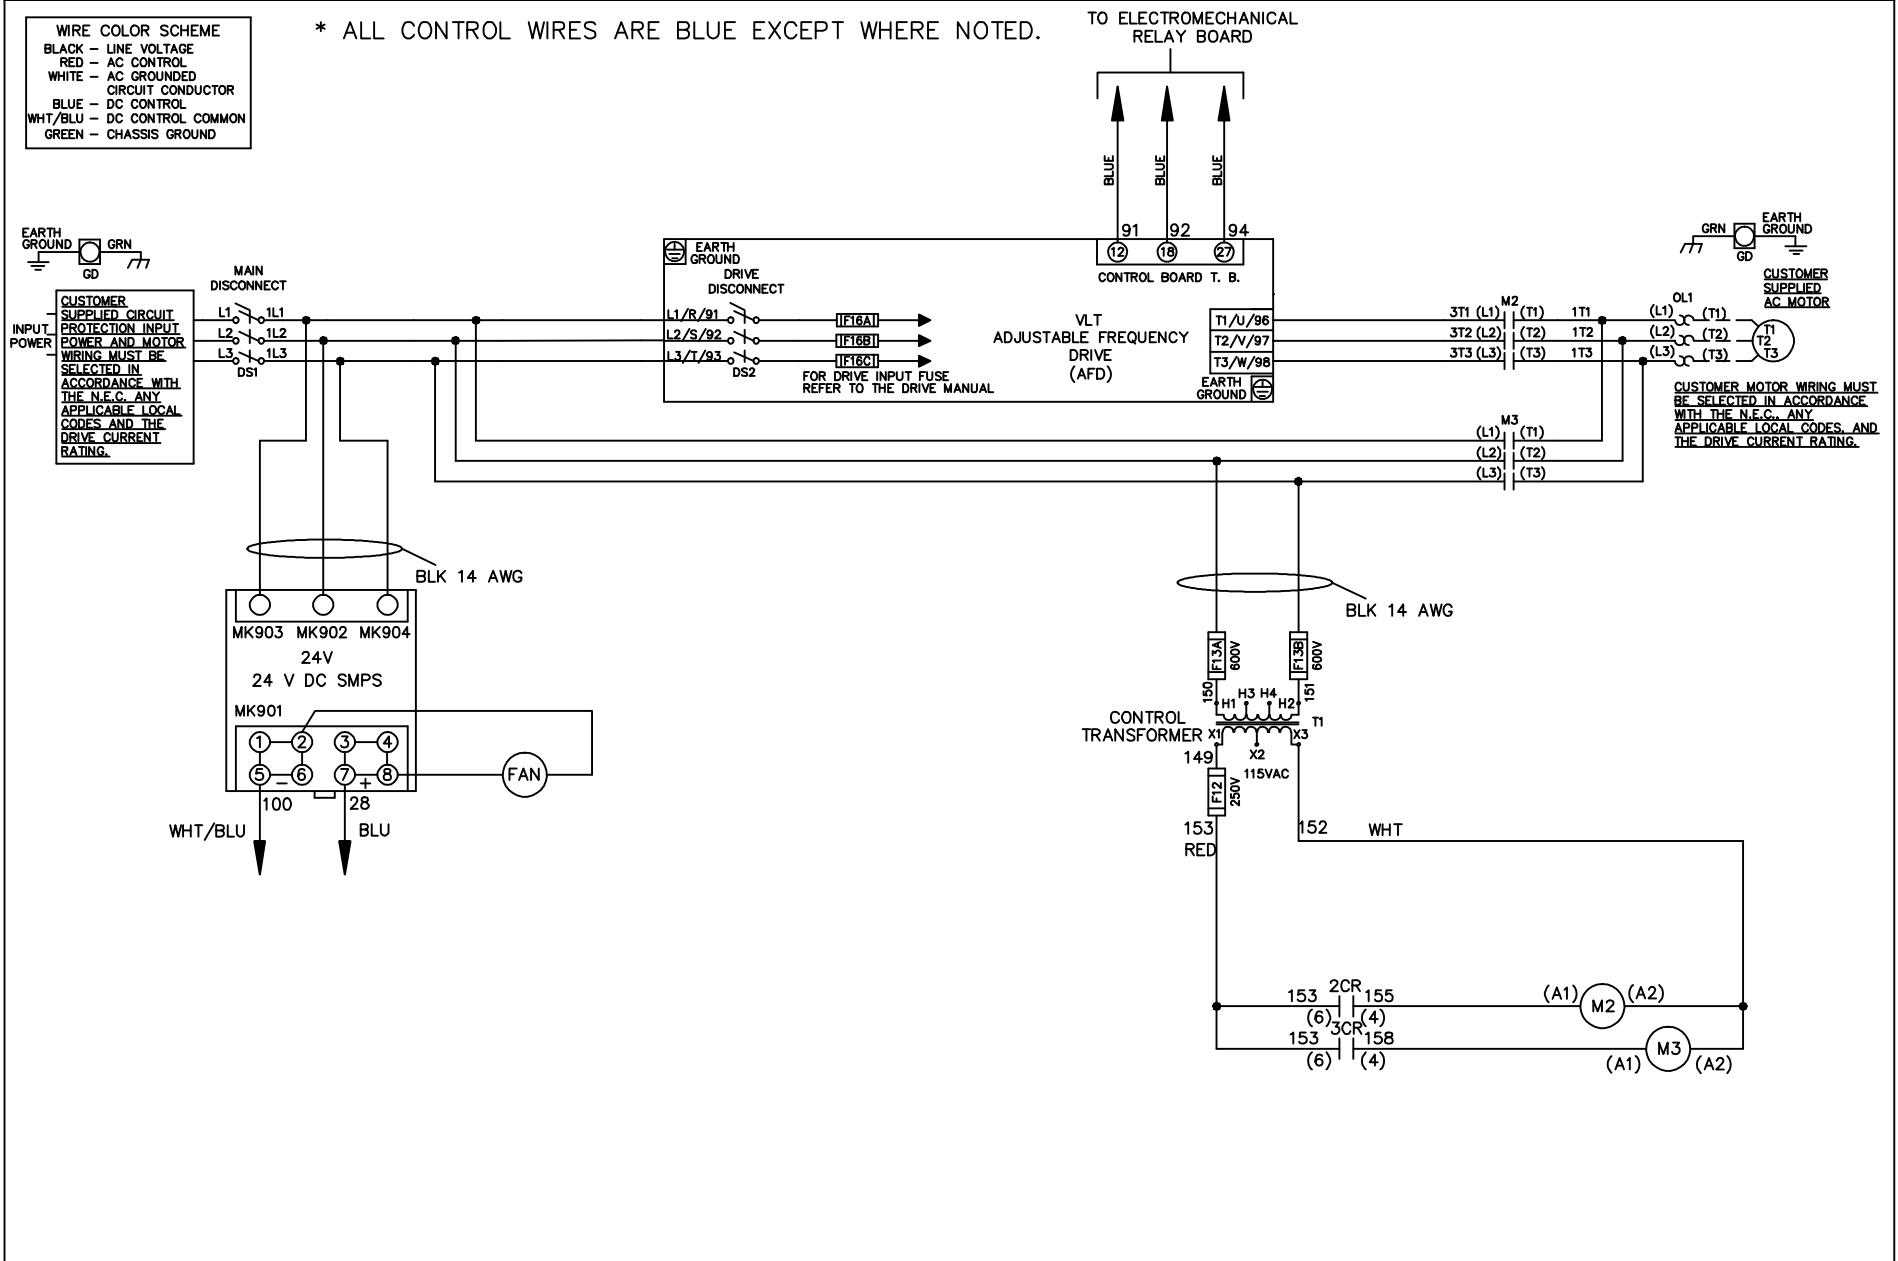 WIRE COLOR SCHEME
BLACK – LINE VOLTAGE
RED – AC CONTROL
WHITE – AC GROUNDED
CIRCUIT CONDUCTOR
BLUE – DC CONTROL
WHT/BLU – DC CONTROL COMMON
GREEN – CHASSIS GROUND
* ALL CONTROL WIRES ARE BLUE EXCEPT WHERE NOTED.
TO ELECTROMECHANICAL
RELAY BOARD
BLUE
BLUE
BLUE
91 92 94
12 18 27
CONTROL BOARD T. B.
EARTH
GROUND
GRN
GD
MAIN
DISCONNECT
INPUT
POWER
CUSTOMER
SUPPLIED CIRCUIT
PROTECTION INPUT
POWER AND MOTOR
WIRING MUST BE
SELECTED IN
ACCORDANCE WITH
THE N.E.C. ANY
APPLICABLE LOCAL
CODES AND THE
DRIVE CURRENT
RATING.
L1 1L1
L2 1L2
L3 1L3
DS1
EARTH
GROUND
DRIVE
DISCONNECT
L1/R/91
L2/S/92
L3/T/93
DS2
IF16A
IF16B
IF16C
FOR DRIVE INPUT FUSE
REFER TO THE DRIVE MANUAL
VLT
ADJUSTABLE FREQUENCY
DRIVE
(AFD)
T1/U/96
T2/V/97
T3/W/98
EARTH
GROUND
M2
3T1 (L1) (T1) 1T1
3T2 (L2) (T2) 1T2
3T3 (L3) (T3) 1T3
OL1
(L1) (T1)
(L2) (T2)
(L3) (T3)
T1
T2
T3
GRN
GD
EARTH
GROUND
CUSTOMER
SUPPLIED
AC MOTOR
CUSTOMER MOTOR WIRING MUST
BE SELECTED IN ACCORDANCE
WITH THE N.E.C., ANY
APPLICABLE LOCAL CODES, AND
THE DRIVE CURRENT RATING.
M3
(L1) (T1)
(L2) (T2)
(L3) (T3)
BLK 14 AWG
MK903 MK902 MK904
24V
24 V DC SMPS
MK901
1 2 3 4
5 – 6 7 + 8
FAN
100 28
WHT/BLU BLU
BLK 14 AWG
F13A 600V
F13B 600V
150 151
H1 H3 H4 H2
CONTROL
TRANSFORMER
T1
X1 X2 X3
149
115VAC
F12 250V
153
RED
152 WHT
153 2CR 155
(6) (4)
(A1) M2 (A2)
153 3CR 158
(6) (4)
(A1) M3 (A2)